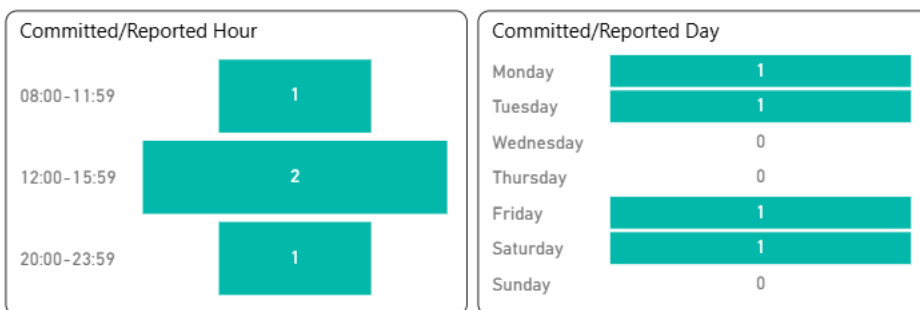 Committed/Reported Hour
08:00-11:59 1
12:00-15:59 2
20:00-23:59 1
Committed/Reported Day
Monday 1
Tuesday 1
Wednesday 0
Thursday 0
Friday 1
Saturday 1
Sunday 0